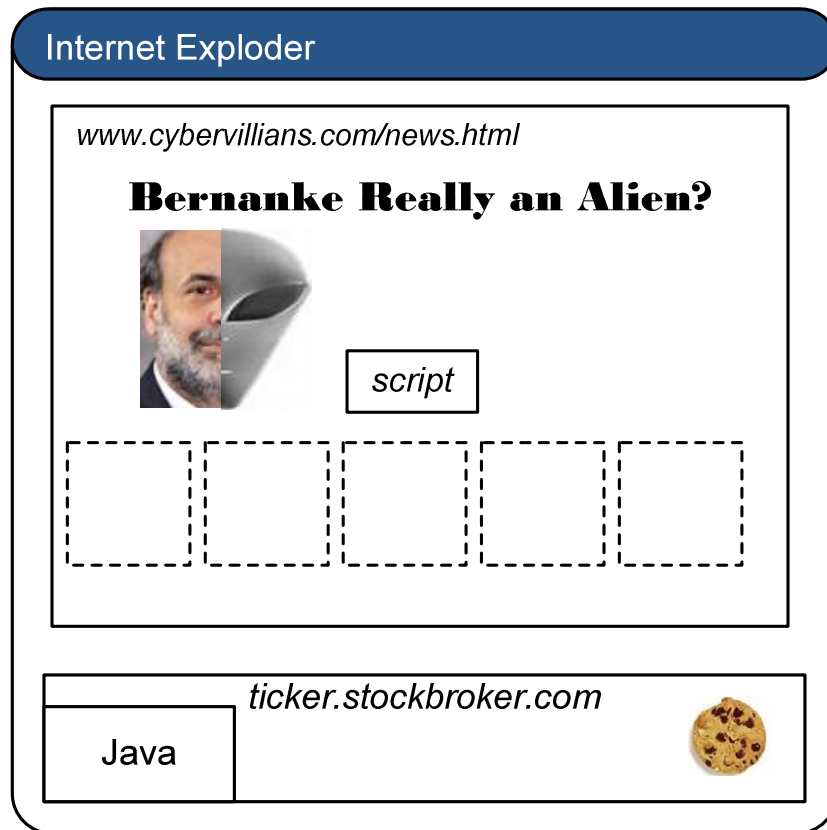 Internet Exploder
www.cybervillians.com/news.html
Bernanke Really an Alien?
script
ticker.stockbroker.com
Java